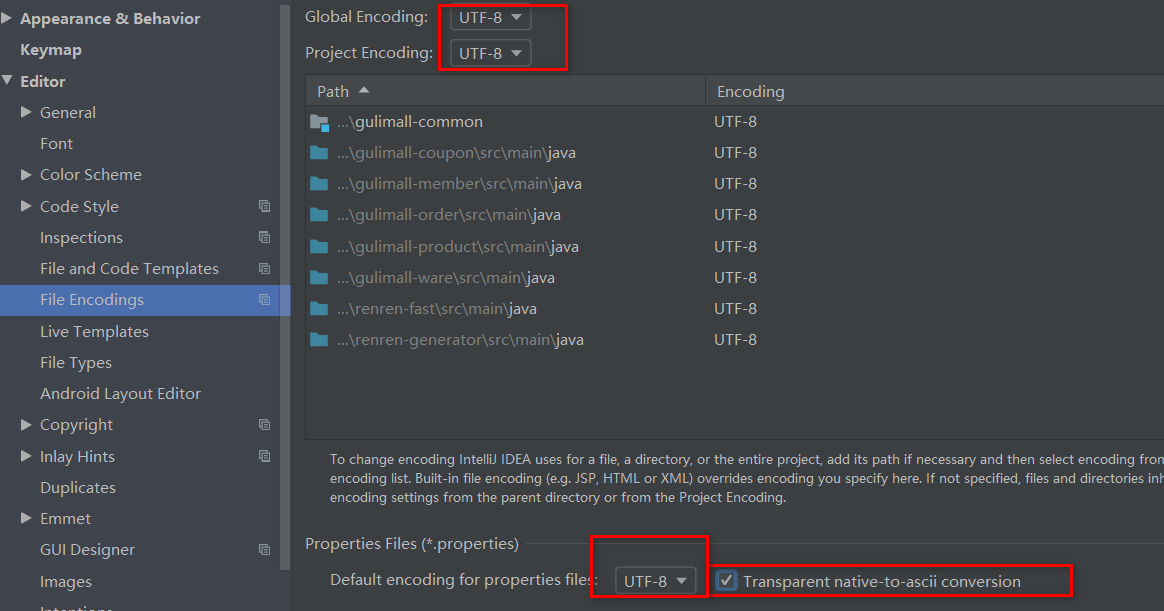 Appearance & Behavior
Keymap
Editor
General
Font
Color Scheme
Code Style
Inspections
File and Code Templates
File Encodings
Live Templates
File Types
Android Layout Editor
Copyright
Inlay Hints
Duplicates
Emmet
GUI Designer
Images
Intentions
Global Encoding: UTF-8
Project Encoding: UTF-8
Path Encoding
...\gulimall-common UTF-8
...\gulimall-coupon\src\main\java UTF-8
...\gulimall-member\src\main\java UTF-8
...\gulimall-order\src\main\java UTF-8
...\gulimall-product\src\main\java UTF-8
...\gulimall-ware\src\main\java UTF-8
...\renren-fast\src\main\java UTF-8
...\renren-generator\src\main\java UTF-8
To change encoding IntelliJ IDEA uses for a file, a directory, or the entire project, add its path if necessary and then select encoding from
encoding list. Built-in file encoding (e.g. JSP, HTML or XML) overrides encoding you specify here. If not specified, files and directories inh
encoding settings from the parent directory or from the Project Encoding.
Properties Files (*.properties)
Default encoding for properties files: UTF-8 Transparent native-to-ascii conversion